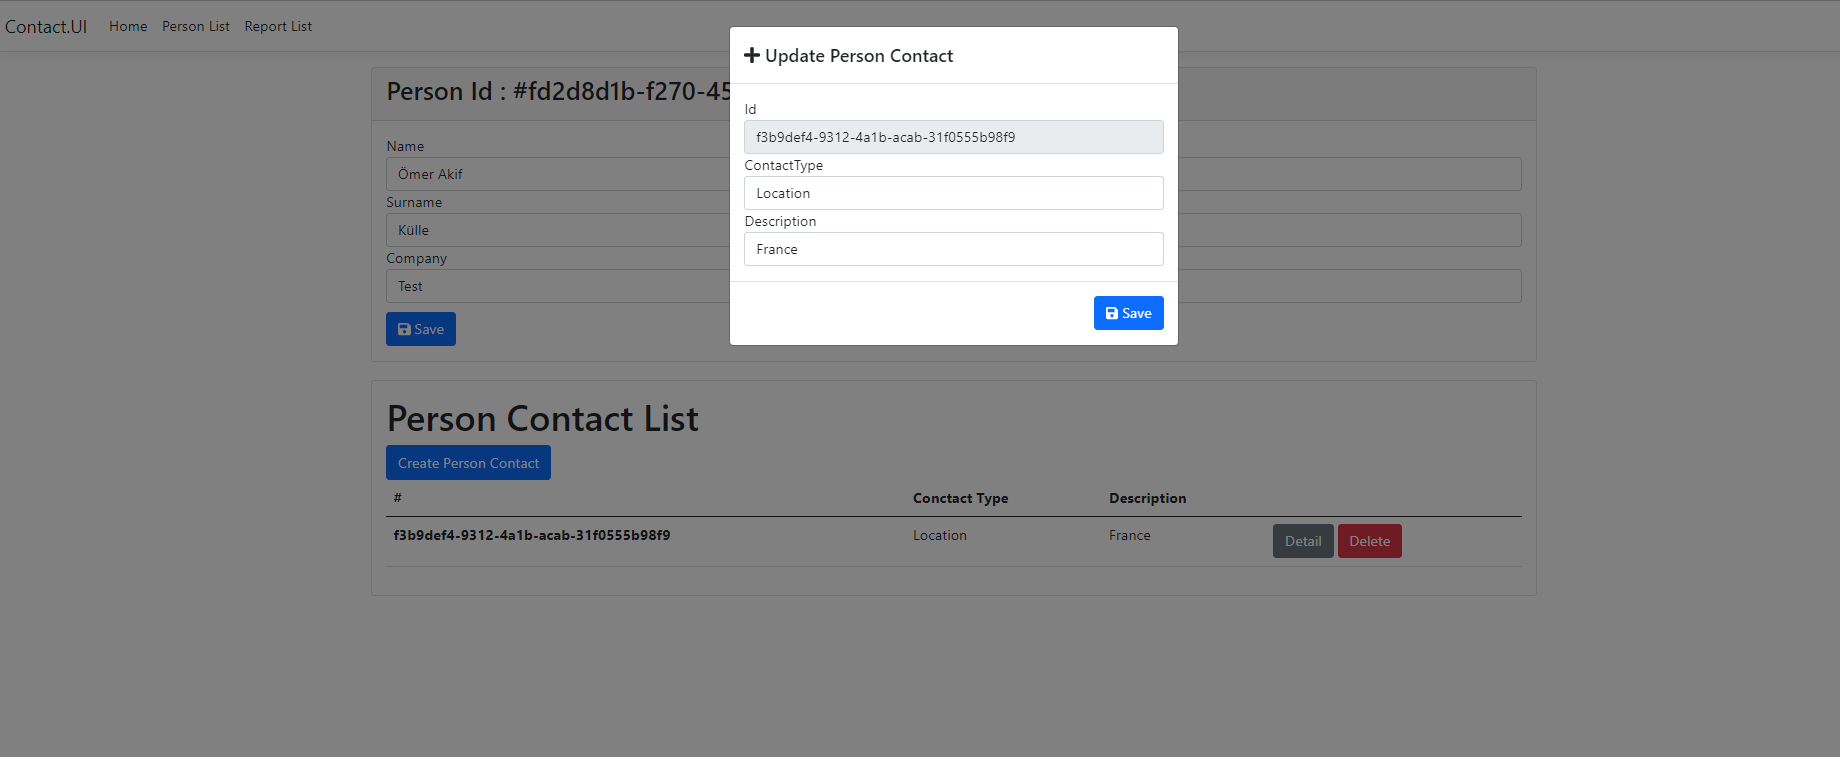 Contact.UI Home Person List Report List
Update Person Contact
Id
f3b9def4-9312-4a1b-acab-31f0555b98f9
ContactType
Location
Description
France
Save
Person Id : #fd2d8d1b-f270-45
Name
Ömer Akif
Surname
Külle
Company
Test
Save
Person Contact List
Create Person Contact
# Conctact Type Description
f3b9def4-9312-4a1b-acab-31f0555b98f9 Location France Detail Delete